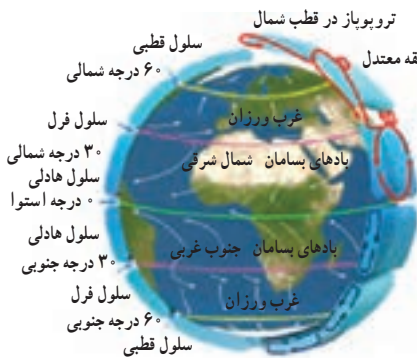 تروپوپاز در قطب شمال
قه معتدل
سلول قطبی
۶۰ درجه شمالی
غرب ورزان
سلول فرل
بادهای بسامان شمال شرقی
۳۰ درجه شمالی
سلول هادلی
۰ درجه استوا
سلول هادلی
بادهای بسامان جنوب غربی
۳۰ درجه جنوبی
سلول فرل
غرب ورزان
۶۰ درجه جنوبی
سلول قطبی